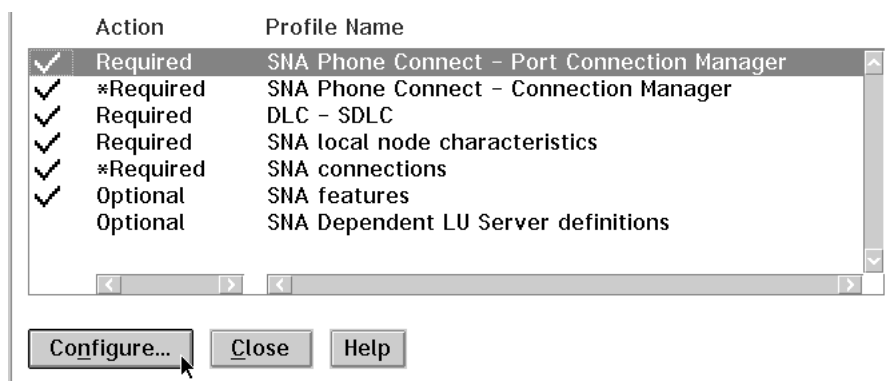 Action Profile Name
Required SNA Phone Connect - Port Connection Manager
*Required SNA Phone Connect - Connection Manager
Required DLC - SDLC
Required SNA local node characteristics
*Required SNA connections
Optional SNA features
Optional SNA Dependent LU Server definitions
Configure... Close Help